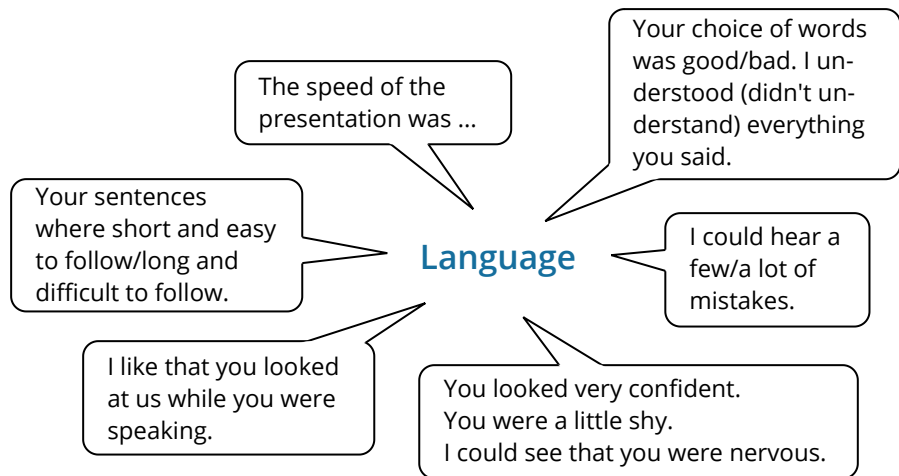 The speed of the
presentation was ...
Your choice of words
was good/bad. I un-
derstood (didn't un-
derstand) everything
you said.
Your sentences
where short and easy
to follow/long and
difficult to follow.
Language
I could hear a
few/a lot of
mistakes.
I like that you looked
at us while you were
speaking.
You looked very confident.
You were a little shy.
I could see that you were nervous.